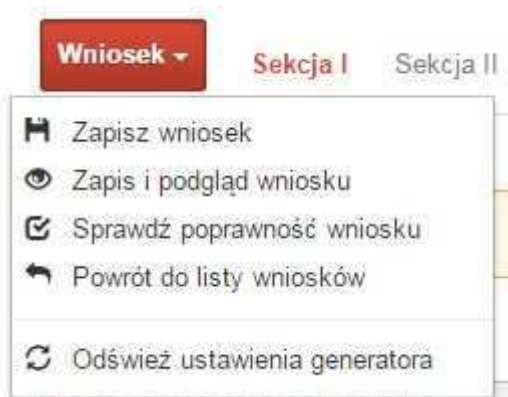 Wniosek Sekcja I Sekcja II
Zapisz wniosek
Zapis i podgląd wniosku
Sprawdź poprawność wniosku
Powrót do listy wniosków
Odśwież ustawienia generatora